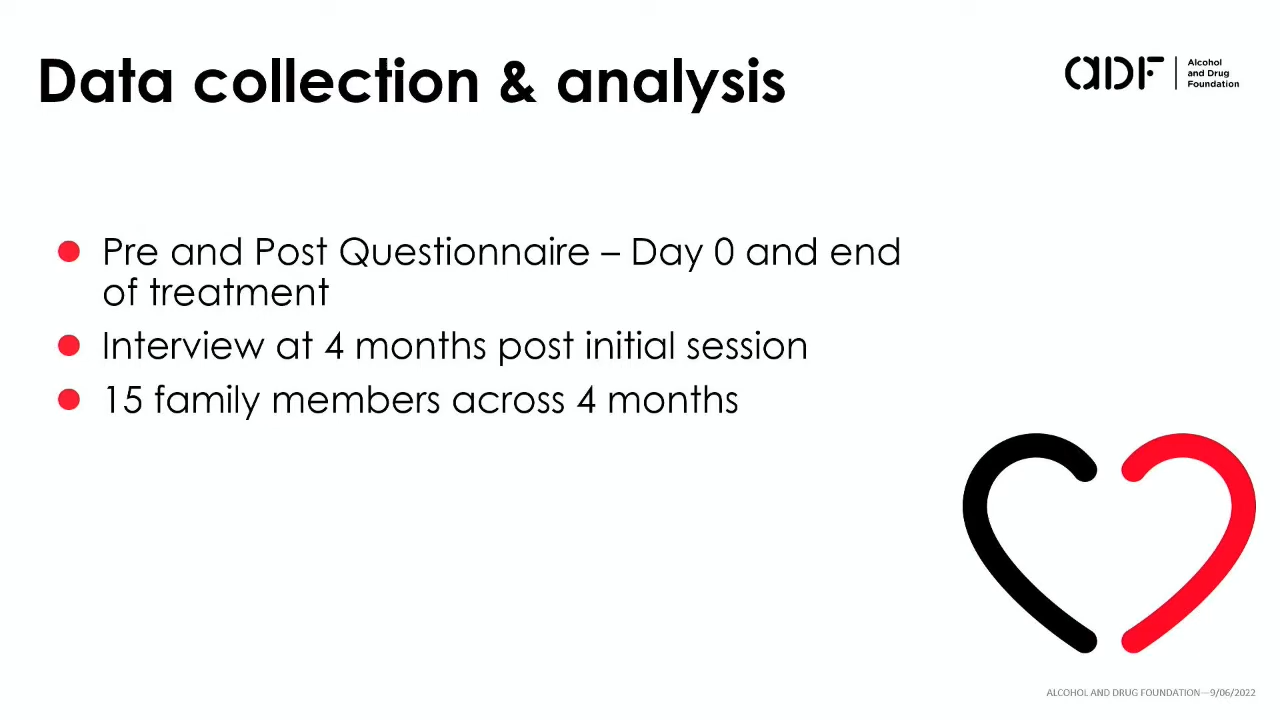 Data collection & analysis
ADF
Alcohol
and Drug
Foundation
Pre and Post Questionnaire – Day 0 and end
of treatment
Interview at 4 months post initial session
15 family members across 4 months
ALCOHOL AND DRUG FOUNDATION—9/06/2022